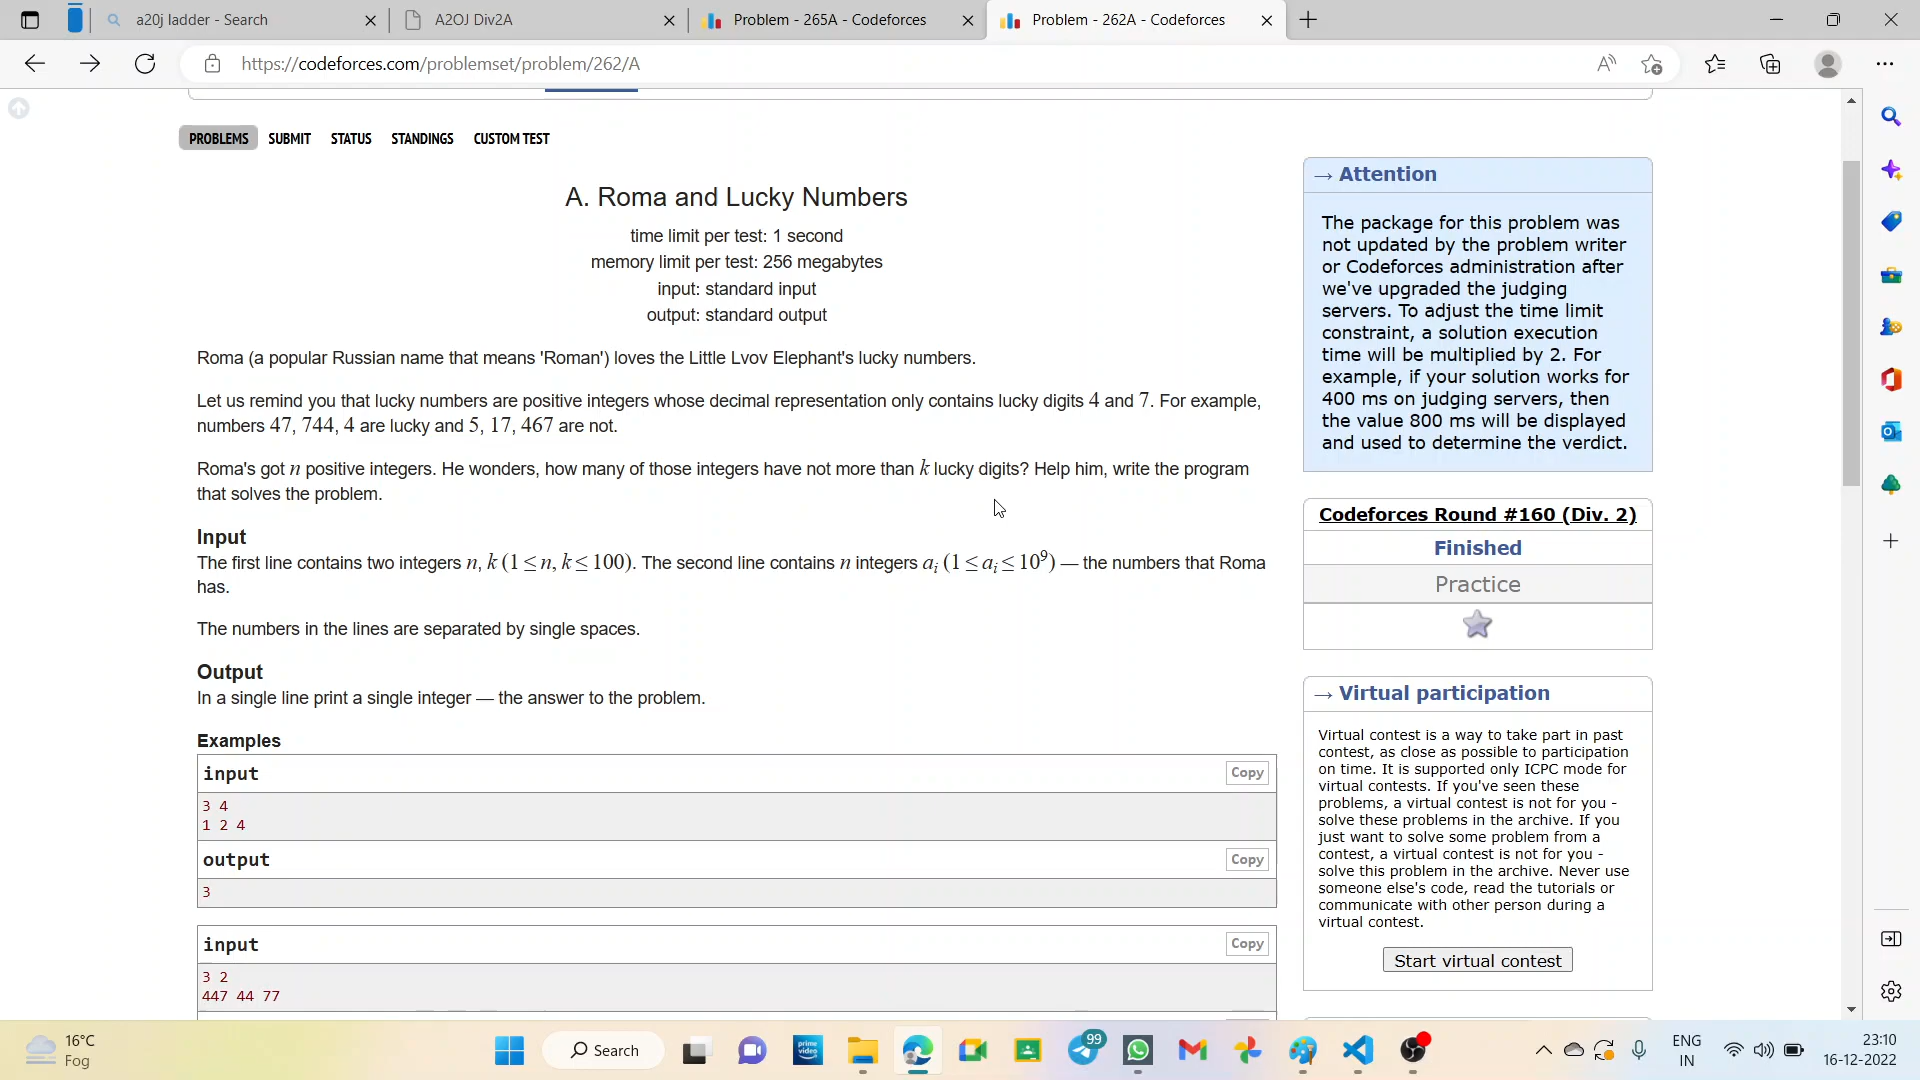 a20j ladder - Search
A2OJ Div2A
Problem - 265A - Codeforces
Problem - 262A - Codeforces
https://codeforces.com/problemset/problem/262/A
PROBLEMS SUBMIT STATUS STANDINGS CUSTOM TEST
A. Roma and Lucky Numbers
time limit per test: 1 second
memory limit per test: 256 megabytes
input: standard input
output: standard output
Roma (a popular Russian name that means 'Roman') loves the Little Lvov Elephant's lucky numbers.
Let us remind you that lucky numbers are positive integers whose decimal representation only contains lucky digits 4 and 7. For example,
numbers 47, 744, 4 are lucky and 5, 17, 467 are not.
Roma's got n positive integers. He wonders, how many of those integers have not more than k lucky digits? Help him, write the program
that solves the problem.
Input
The first line contains two integers n, k (1 ≤ n, k ≤ 100). The second line contains n integers aᵢ (1 ≤ aᵢ ≤ 10⁹) — the numbers that Roma
has.
The numbers in the lines are separated by single spaces.
Output
In a single line print a single integer — the answer to the problem.
Examples
input
Copy
3 4
1 2 4
output
Copy
3
input
Copy
3 2
447 44 77
→ Attention
The package for this problem was
not updated by the problem writer
or Codeforces administration after
we've upgraded the judging
servers. To adjust the time limit
constraint, a solution execution
time will be multiplied by 2. For
example, if your solution works for
400 ms on judging servers, then
the value 800 ms will be displayed
and used to determine the verdict.
Codeforces Round #160 (Div. 2)
Finished
Practice
→ Virtual participation
Virtual contest is a way to take part in past
contest, as close as possible to participation
on time. It is supported only ICPC mode for
virtual contests. If you've seen these
problems, a virtual contest is not for you -
solve these problems in the archive. If you
just want to solve some problem from a
contest, a virtual contest is not for you -
solve this problem in the archive. Never use
someone else's code, read the tutorials or
communicate with other person during a
virtual contest.
Start virtual contest
16°C
Fog
Search
prime video
99
ENG
IN
23:10
16-12-2022